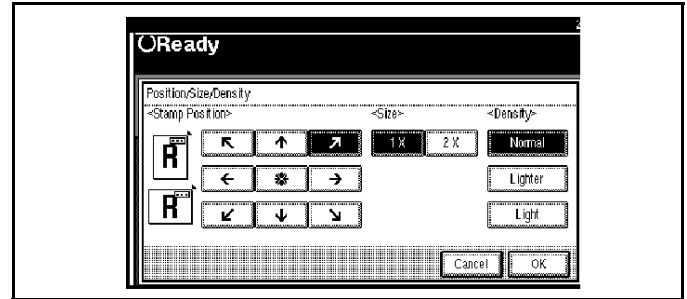 Ready
Position/Size/Density
<Stamp Position> <Size> <Density>
R 1 X 2 X Normal
Lighter
R Light
Cancel OK